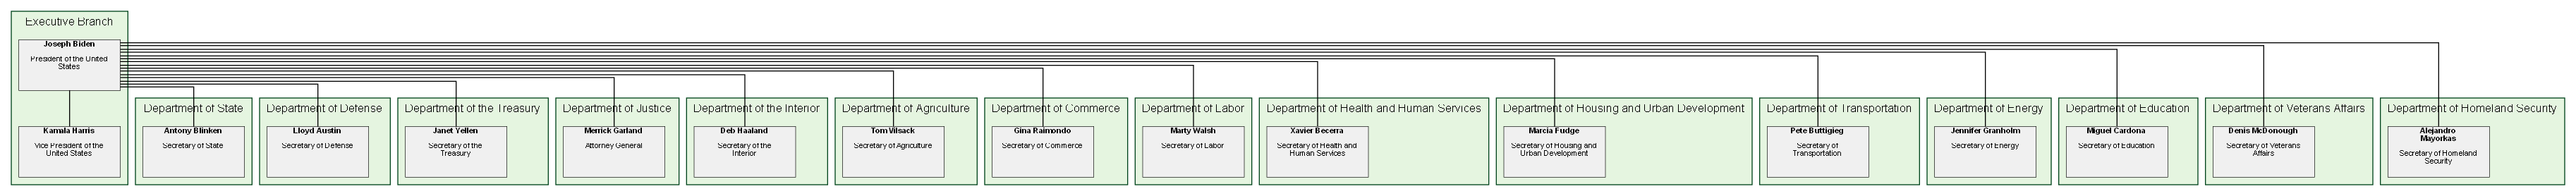 Executive Branch
Joseph Biden
President of the United
States
Kamala Harris
Vice President of the
United States
Department of State
Antony Blinken
Secretary of State
Department of Defense
Lloyd Austin
Secretary of Defense
Department of the Treasury
Janet Yellen
Secretary of the
Treasury
Department of Justice
Merrick Garland
Attorney General
Department of the Interior
Deb Haaland
Secretary of the
Interior
Department of Agriculture
Tom Vilsack
Secretary of Agriculture
Department of Commerce
Gina Raimondo
Secretary of Commerce
Department of Labor
Marty Walsh
Secretary of Labor
Department of Health and Human Services
Xavier Becerra
Secretary of Health and
Human Services
Department of Housing and Urban Development
Marcia Fudge
Secretary of Housing and
Urban Development
Department of Transportation
Pete Buttigieg
Secretary of
Transportation
Department of Energy
Jennifer Granholm
Secretary of Energy
Department of Education
Miguel Cardona
Secretary of Education
Department of Veterans Affairs
Denis McDonough
Secretary of Veterans
Affairs
Department of Homeland Security
Alejandro
Mayorkas
Secretary of Homeland
Security